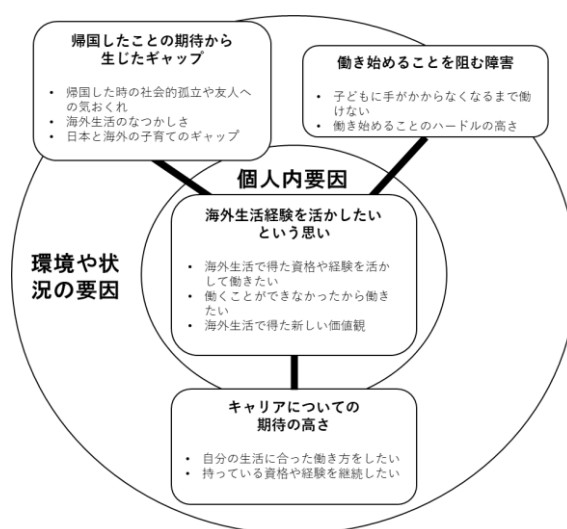 帰国したことの期待から
生じたギャップ
• 帰国した時の社会的孤立や友人へ
の気おくれ
• 海外生活のなつかしさ
• 日本と海外の子育てのギャップ
働き始めることを阻む障害
• 子どもに手がかからなくなるまで働
けない
• 働き始めることのハードルの高さ
個人内要因
海外生活経験を活かしたい
という思い
• 海外生活で得た資格や経験を活か
して働きたい
• 働くことができなかったから働き
たい
• 海外生活で得た新しい価値観
環境や状
況の要因
キャリアについての
期待の高さ
• 自分の生活に合った働き方をしたい
• 持っている資格や経験を継続したい